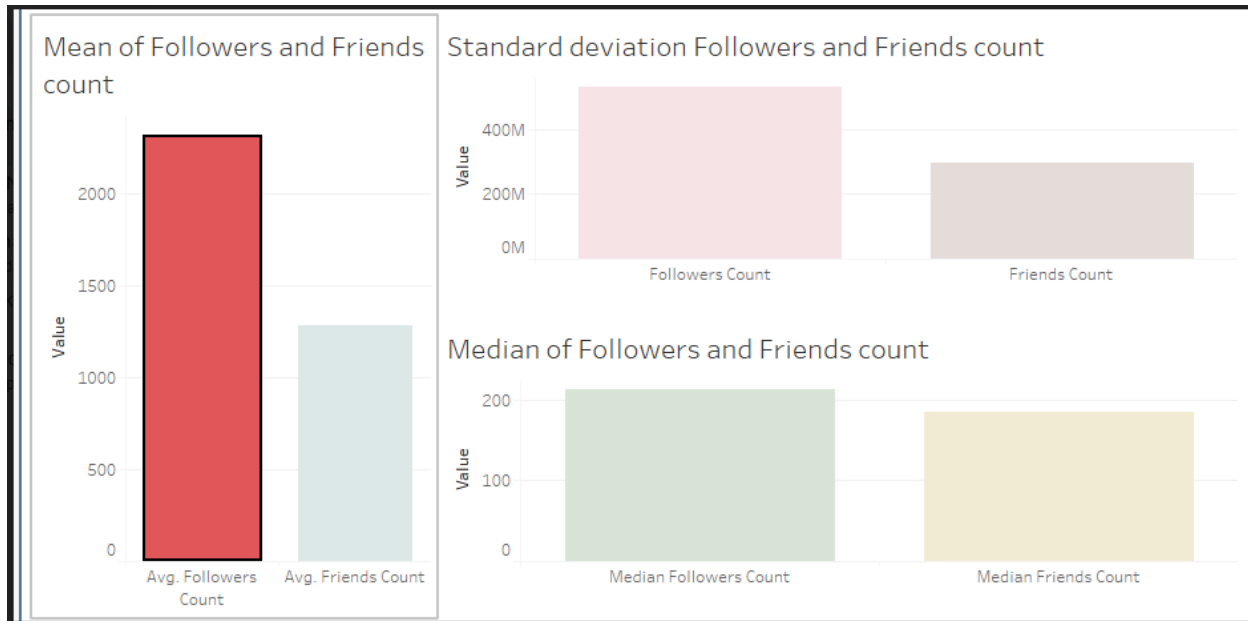 Mean of Followers and Friends
count
2000
1500
1000
500
0
Value
Avg. Followers
Count
Avg. Friends Count
Standard deviation Followers and Friends count
400M
200M
0M
Value
Followers Count
Friends Count
Median of Followers and Friends count
200
100
0
Value
Median Followers Count
Median Friends Count